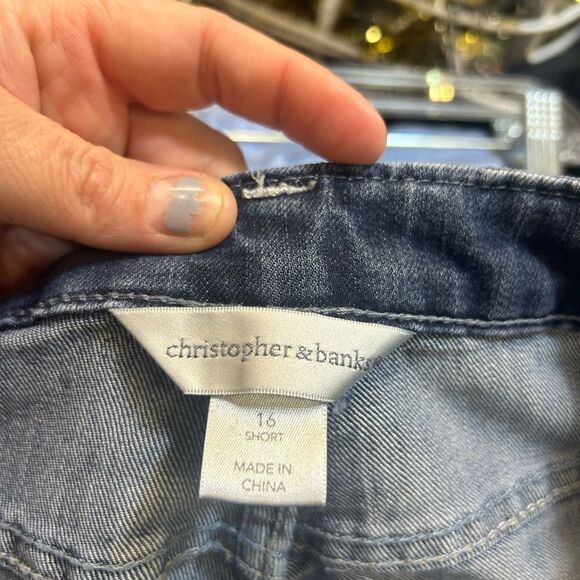 christopher & banks
16
SHORT
MADE IN
CHINA